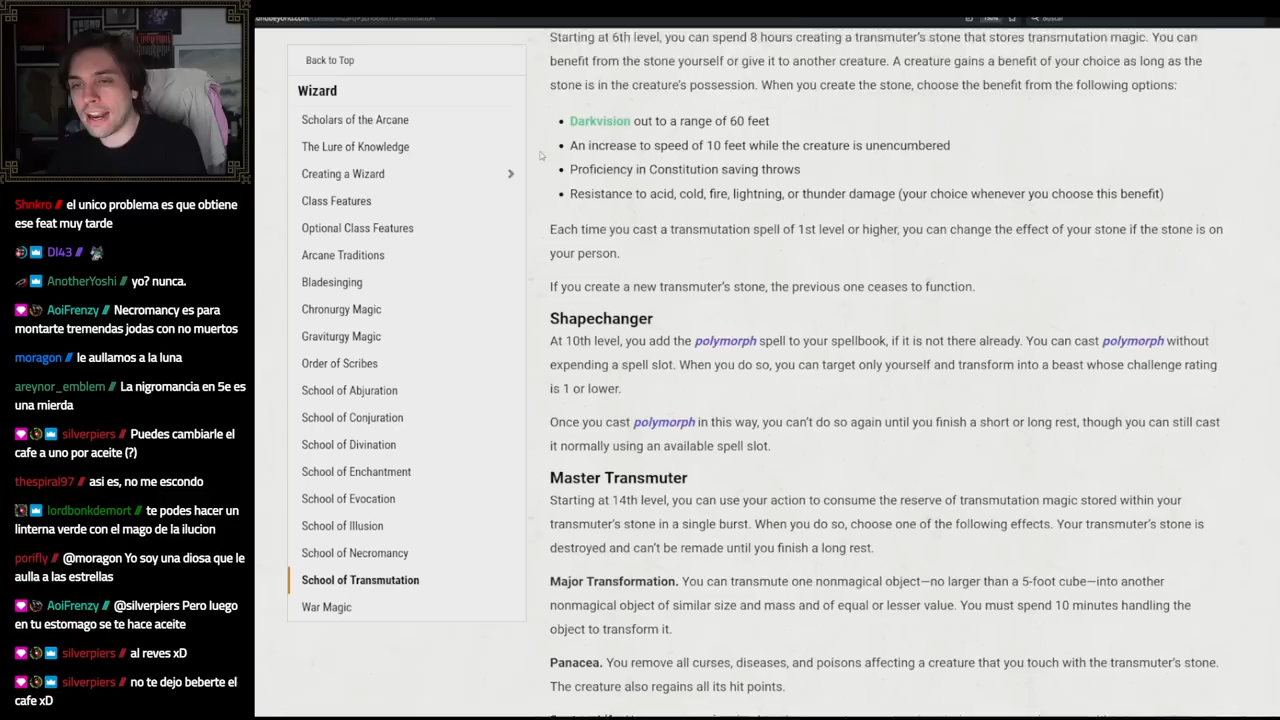 Shokro // el unico problema es que obtiene
ese feat muy tarde
Dl43 //
AnotherYoshi // yo? nunca.
AoiFrenzy // Necromancy es para
montarte tremendas jodas con no muertos
moragon // le aullamos a la luna
areynor_emblem // La nigromancia en 5e es
una mierda
silverpiers // Puedes cambiarle el
cafe a uno por aceite (?)
thespiral97 // asi es, no me escondo
lordbonkdemort // te podes hacer un
linterna verde con el mago de la ilucion
porifly // @moragon Yo soy una diosa que le
aulla a las estrellas
AoiFrenzy // @silverpiers Pero luego
en tu estomago se te hace aceite
silverpiers // al reves xD
silverpiers // no te dejo beberte el
cafe xD
Back to Top
Wizard
Scholars of the Arcane
The Lure of Knowledge
Creating a Wizard
Class Features
Optional Class Features
Arcane Traditions
Bladesinging
Chronurgy Magic
Graviturgy Magic
Order of Scribes
School of Abjuration
School of Conjuration
School of Divination
School of Enchantment
School of Evocation
School of Illusion
School of Necromancy
School of Transmutation
War Magic
Starting at 6th level, you can spend 8 hours creating a transmuter's stone that stores transmutation magic. You can
benefit from the stone yourself or give it to another creature. A creature gains a benefit of your choice as long as the
stone is in the creature's possession. When you create the stone, choose the benefit from the following options:
• Darkvision out to a range of 60 feet
• An increase to speed of 10 feet while the creature is unencumbered
• Proficiency in Constitution saving throws
• Resistance to acid, cold, fire, lightning, or thunder damage (your choice whenever you choose this benefit)
Each time you cast a transmutation spell of 1st level or higher, you can change the effect of your stone if the stone is on
your person.
If you create a new transmuter's stone, the previous one ceases to function.
Shapechanger
At 10th level, you add the polymorph spell to your spellbook, if it is not there already. You can cast polymorph without
expending a spell slot. When you do so, you can target only yourself and transform into a beast whose challenge rating
is 1 or lower.
Once you cast polymorph in this way, you can't do so again until you finish a short or long rest, though you can still cast
it normally using an available spell slot.
Master Transmuter
Starting at 14th level, you can use your action to consume the reserve of transmutation magic stored within your
transmuter's stone in a single burst. When you do so, choose one of the following effects. Your transmuter's stone is
destroyed and can't be remade until you finish a long rest.
Major Transformation. You can transmute one nonmagical object—no larger than a 5-foot cube—into another
nonmagical object of similar size and mass and of equal or lesser value. You must spend 10 minutes handling the
object to transform it.
Panacea. You remove all curses, diseases, and poisons affecting a creature that you touch with the transmuter's stone.
The creature also regains all its hit points.